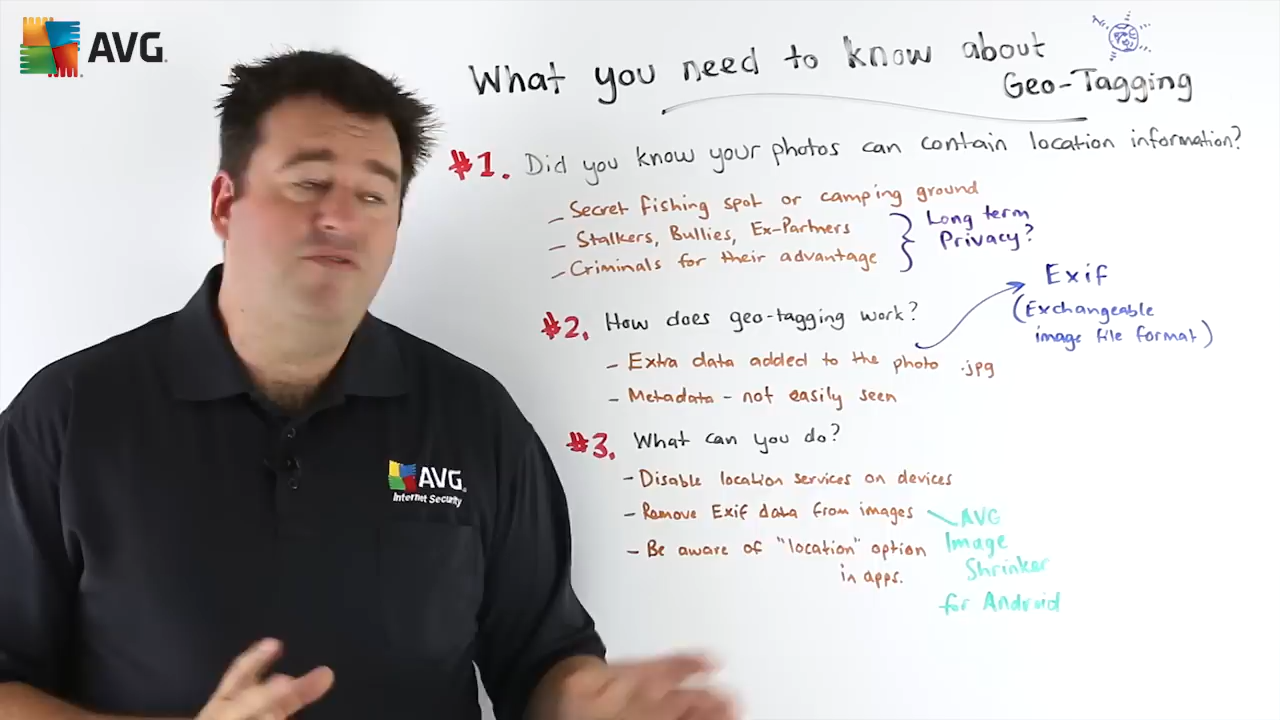 AVG
What you need to know about
Geo-Tagging
#1. Did you know your photos can contain location information?
- Secret fishing spot or camping ground
- Stalkers, Bullies, Ex-Partners
- Criminals for their advantage
Long term
Privacy?
#2. How does geo-tagging work?
- Extra data added to the photo .jpg
- Metadata - not easily seen
Exif
(Exchangeable
image file format)
#3. What can you do?
- Disable location services on devices
- Remove Exif data from images
- Be aware of "location" option
in apps.
AVG
Image
Shrinker
for Android
AVG
Internet Security